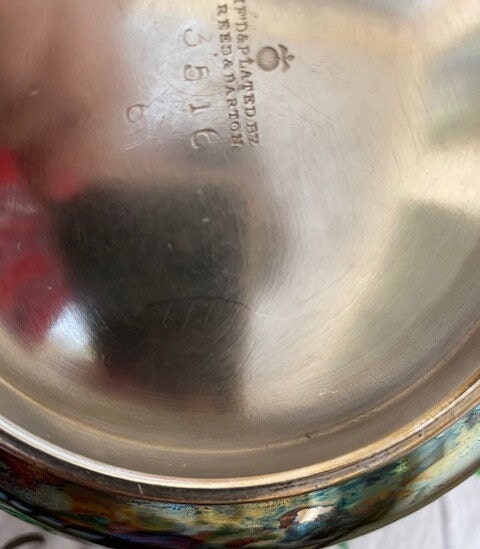 MF'D & PLATED BY
REED & BARTON
3516
6